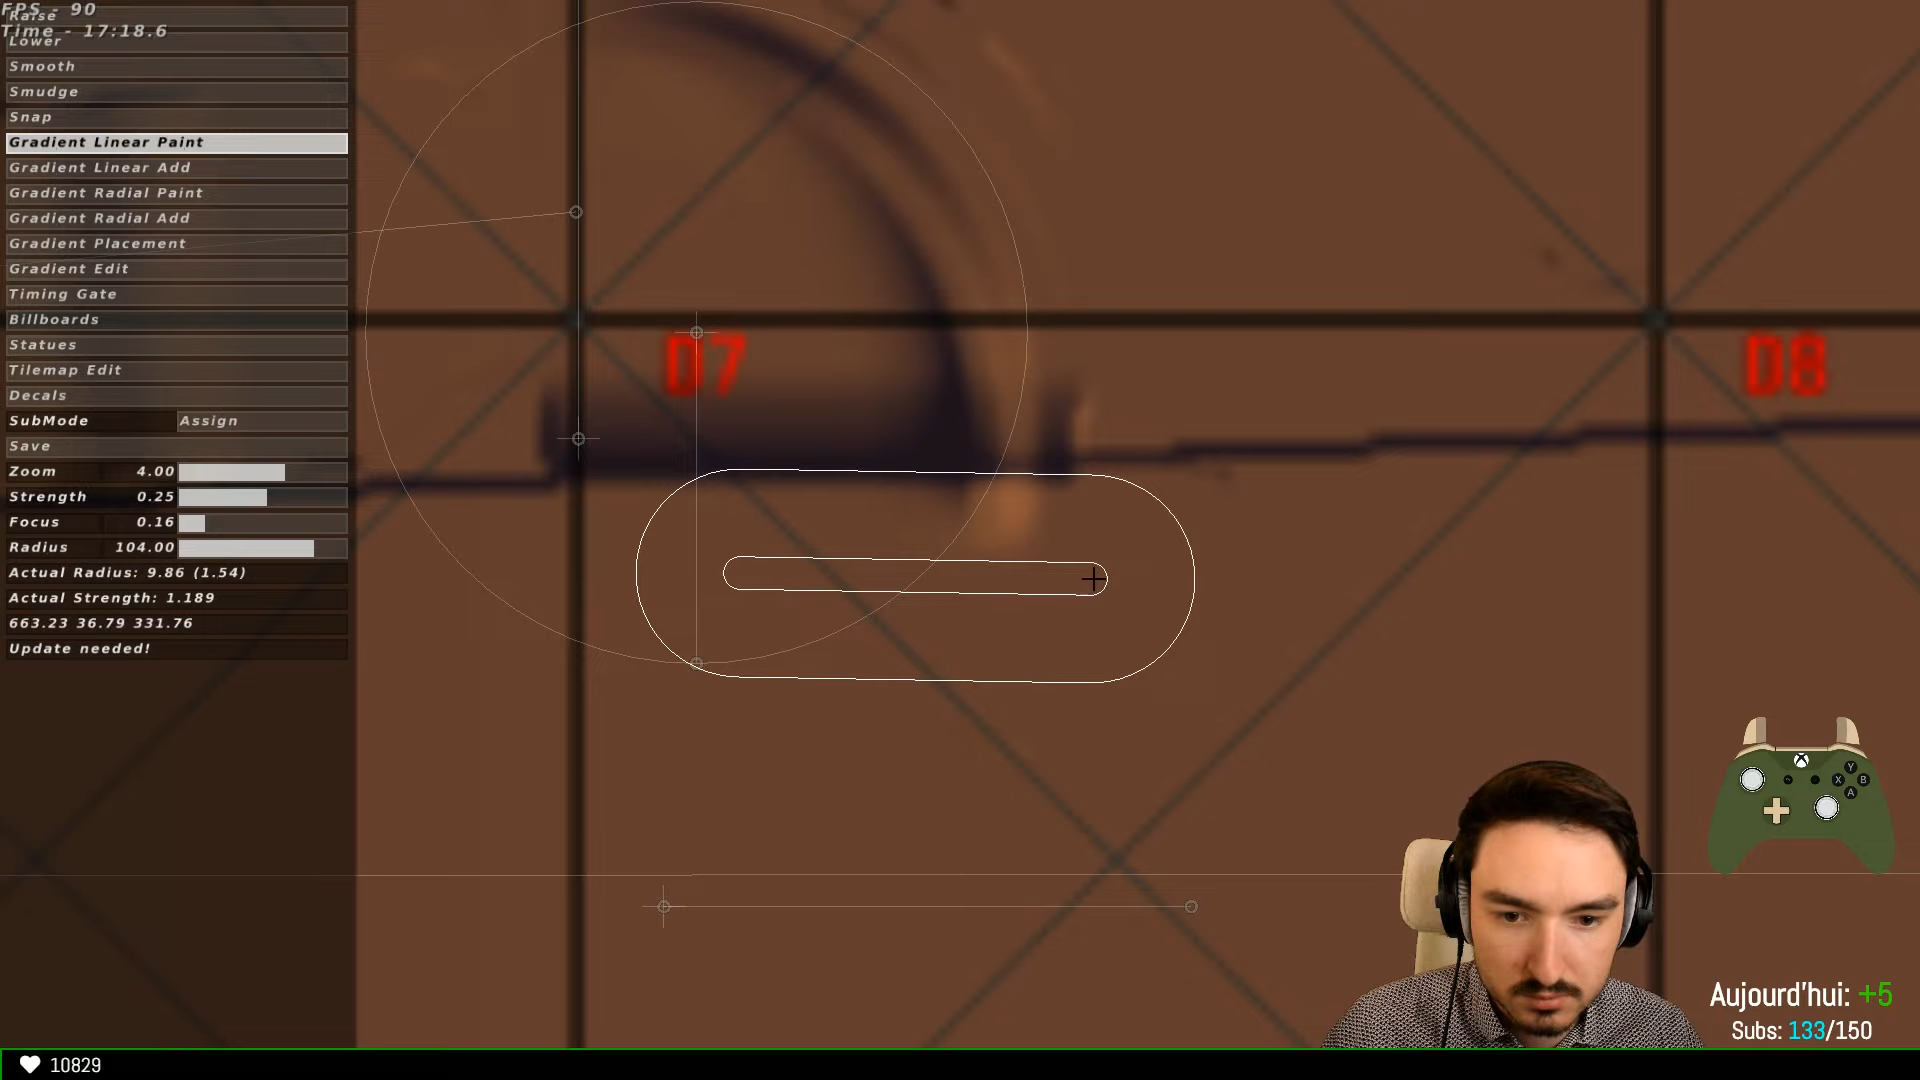 FPS - 90
Raise
Time - 17:18.6
Lower
Smooth
Smudge
Snap
Gradient Linear Paint
Gradient Linear Add
Gradient Radial Paint
Gradient Radial Add
Gradient Placement
Gradient Edit
Timing Gate
Billboards
Statues
Tilemap Edit
Decals
SubMode Assign
Save
Zoom 4.00
Strength 0.25
Focus 0.16
Radius 104.00
Actual Radius: 9.86 (1.54)
Actual Strength: 1.189
663.23 36.79 331.76
Update needed!
D7
D8
Y
X B
A
Aujourd'hui: +5
Subs: 133/150
10829